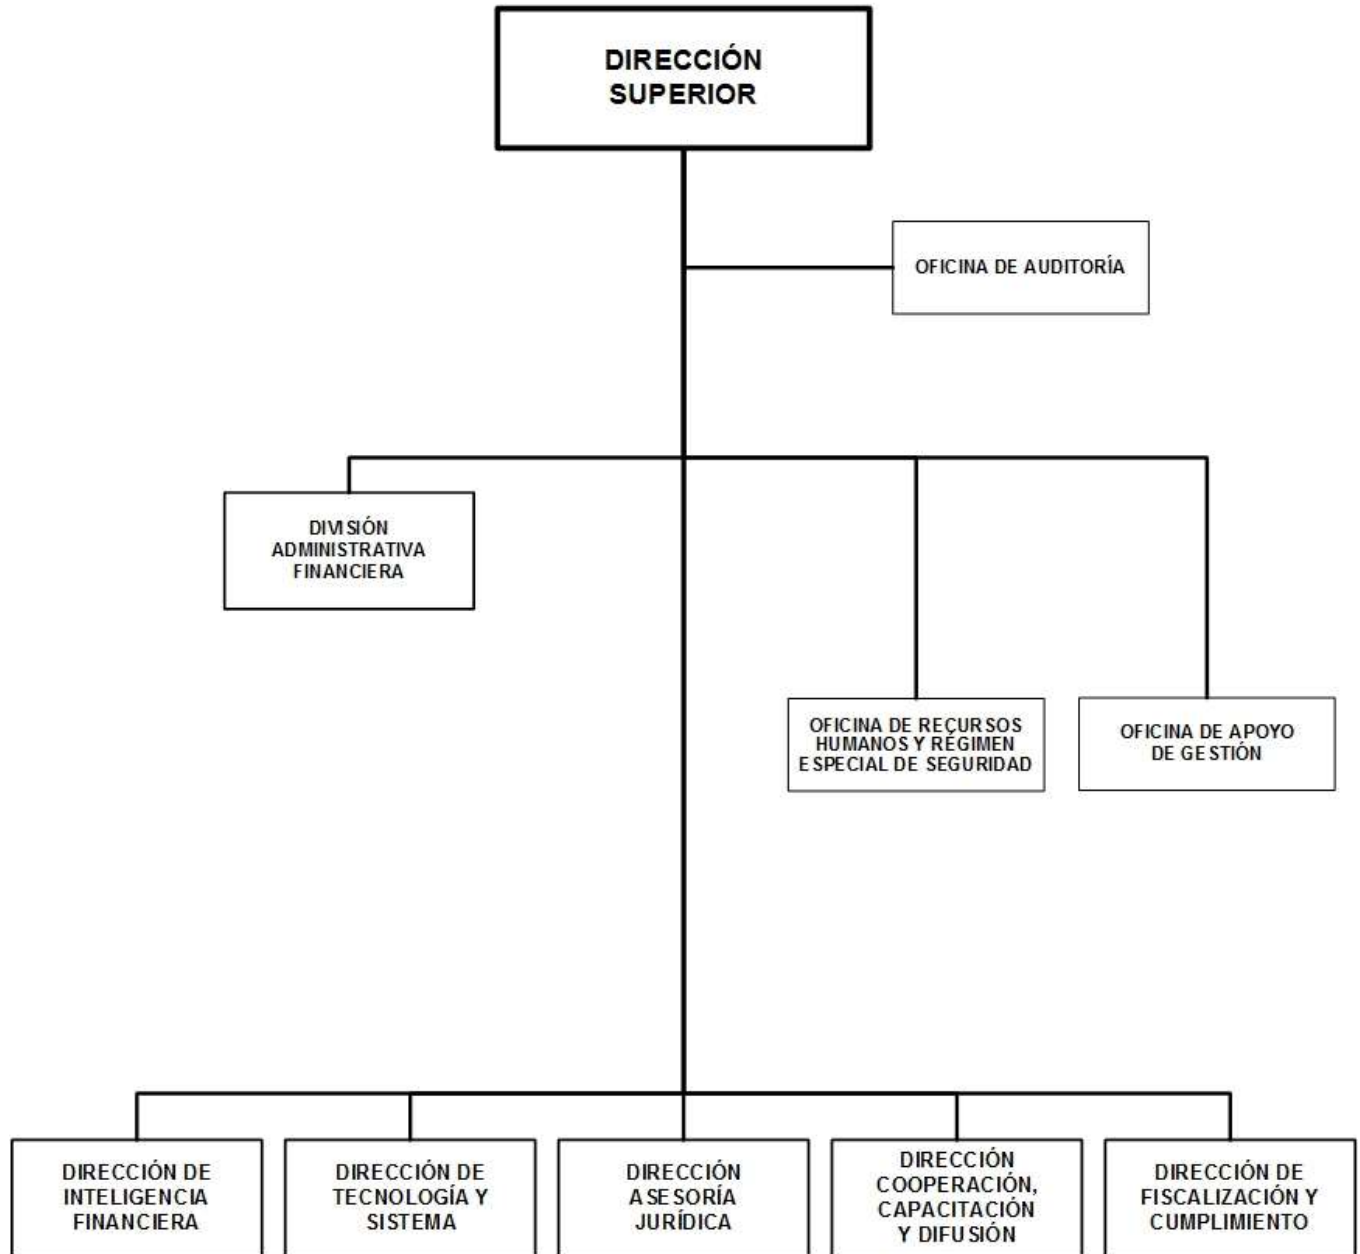 DIRECCIÓN
SUPERIOR
OFICINA DE AUDITORÍA
DIVISIÓN
ADMINISTRATIVA
FINANCIERA
OFICINA DE RECURSOS
HUMANOS Y RÉGIMEN
ESPECIAL DE SEGURIDAD
OFICINA DE APOYO
DE GESTIÓN
DIRECCIÓN DE
INTELIGENCIA
FINANCIERA
DIRECCIÓN DE
TECNOLOGÍA Y
SISTEMA
DIRECCIÓN
ASESORÍA
JURÍDICA
DIRECCIÓN
COOPERACIÓN,
CAPACITACIÓN
Y DIFUSIÓN
DIRECCIÓN DE
FISCALIZACIÓN Y
CUMPLIMIENTO